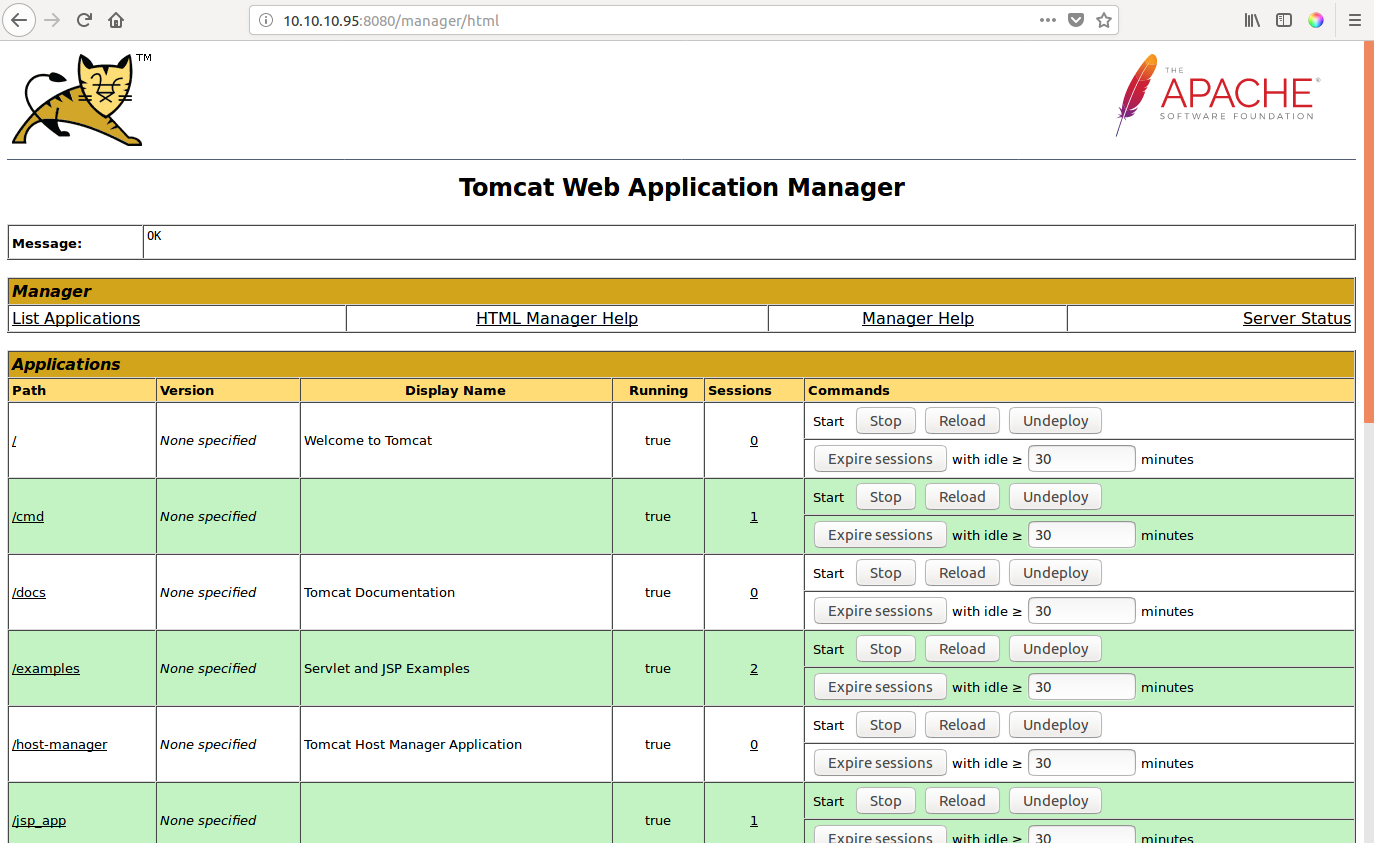 10.10.10.95:8080/manager/html
TM
THE
APACHE®
SOFTWARE FOUNDATION
Tomcat Web Application Manager
Message: OK
Manager
List Applications HTML Manager Help Manager Help Server Status
Applications
Path Version Display Name Running Sessions Commands
Start Stop Reload Undeploy
/ None specified Welcome to Tomcat true 0
Expire sessions with idle ≥ 30 minutes
Start Stop Reload Undeploy
/cmd None specified true 1
Expire sessions with idle ≥ 30 minutes
Start Stop Reload Undeploy
/docs None specified Tomcat Documentation true 0
Expire sessions with idle ≥ 30 minutes
Start Stop Reload Undeploy
/examples None specified Servlet and JSP Examples true 2
Expire sessions with idle ≥ 30 minutes
Start Stop Reload Undeploy
/host-manager None specified Tomcat Host Manager Application true 0
Expire sessions with idle ≥ 30 minutes
Start Stop Reload Undeploy
/jsp_app None specified true 1
Expire sessions with idle ≥ 30 minutes